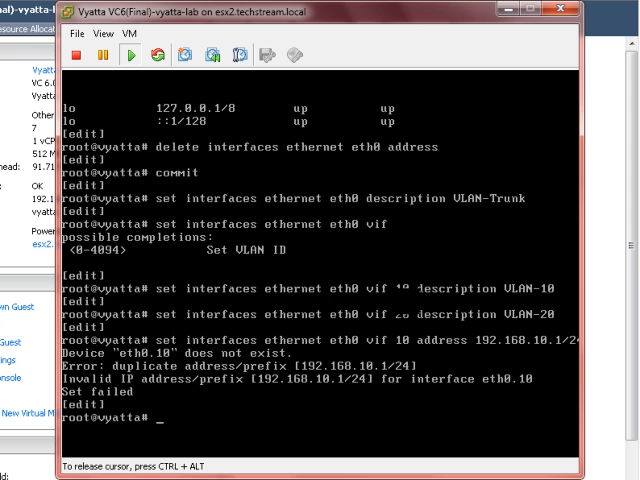 nal)-vyatta-l
Vyatta VC6(Final)-vyatta-lab on esx2.techstream.local
esource Allocat
File View VM
Vyatt
VC 6.0
Vyatt
Other
7
1 vCP
512 M
head: 91.71
OK
192.1
vyatta
Power
esx2.
wn Guest
Guest
ings
onsole
New Virtual M
ld:
lo 127.0.0.1/8 up up
lo ::1/128 up up
[edit]
root@vyatta# delete interfaces ethernet eth0 address
[edit]
root@vyatta# commit
[edit]
root@vyatta# set interfaces ethernet eth0 description VLAN-Trunk
[edit]
root@vyatta# set interfaces ethernet eth0 vif
possible completions:
<0-4094> Set VLAN ID
[edit]
root@vyatta# set interfaces ethernet eth0 vif 10 description VLAN-10
[edit]
root@vyatta# set interfaces ethernet eth0 vif 20 description VLAN-20
[edit]
root@vyatta# set interfaces ethernet eth0 vif 10 address 192.168.10.1/24
Device "eth0.10" does not exist.
Error: duplicate address/prefix [192.168.10.1/24]
Invalid IP address/prefix [192.168.10.1/24] for interface eth0.10
Set failed
[edit]
root@vyatta# _
To release cursor, press CTRL + ALT